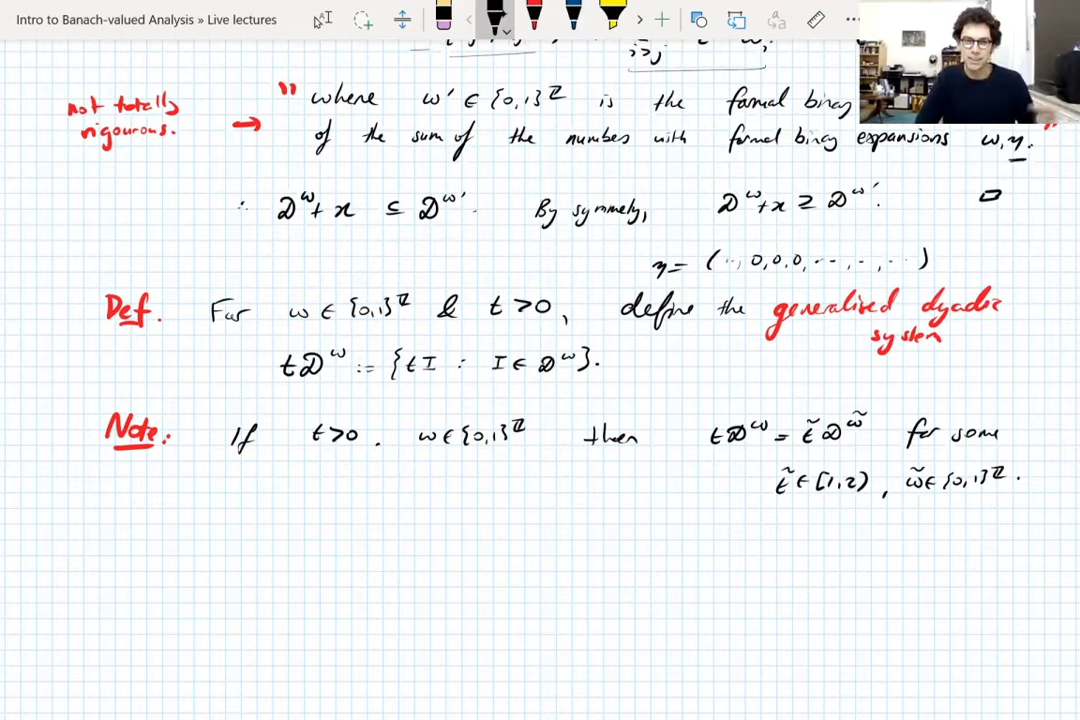 Intro to Banach-valued Analysis » Live lectures
not totally rigourous.
→ " where ω' ∈ {0,1}^ℤ is the formal binary
of the sum of the numbers with formal binary expansions ω, η. "
∴ 𝒟^ω + x ⊆ 𝒟^ω'. By symmety, 𝒟^ω + x ⊇ 𝒟^ω'. □
η = (..., 0,0,0, ..., ..., ...)
Def. For ω ∈ {0,1}^ℤ & t>0, define the generalised dyadic system
t𝒟^ω := {tI : I ∈ 𝒟^ω}.
Note: If t>0, ω ∈ {0,1}^ℤ then t𝒟^ω = t̃𝒟^ω̃ for some
t̃ ∈ [1,2), ω̃ ∈ {0,1}^ℤ.